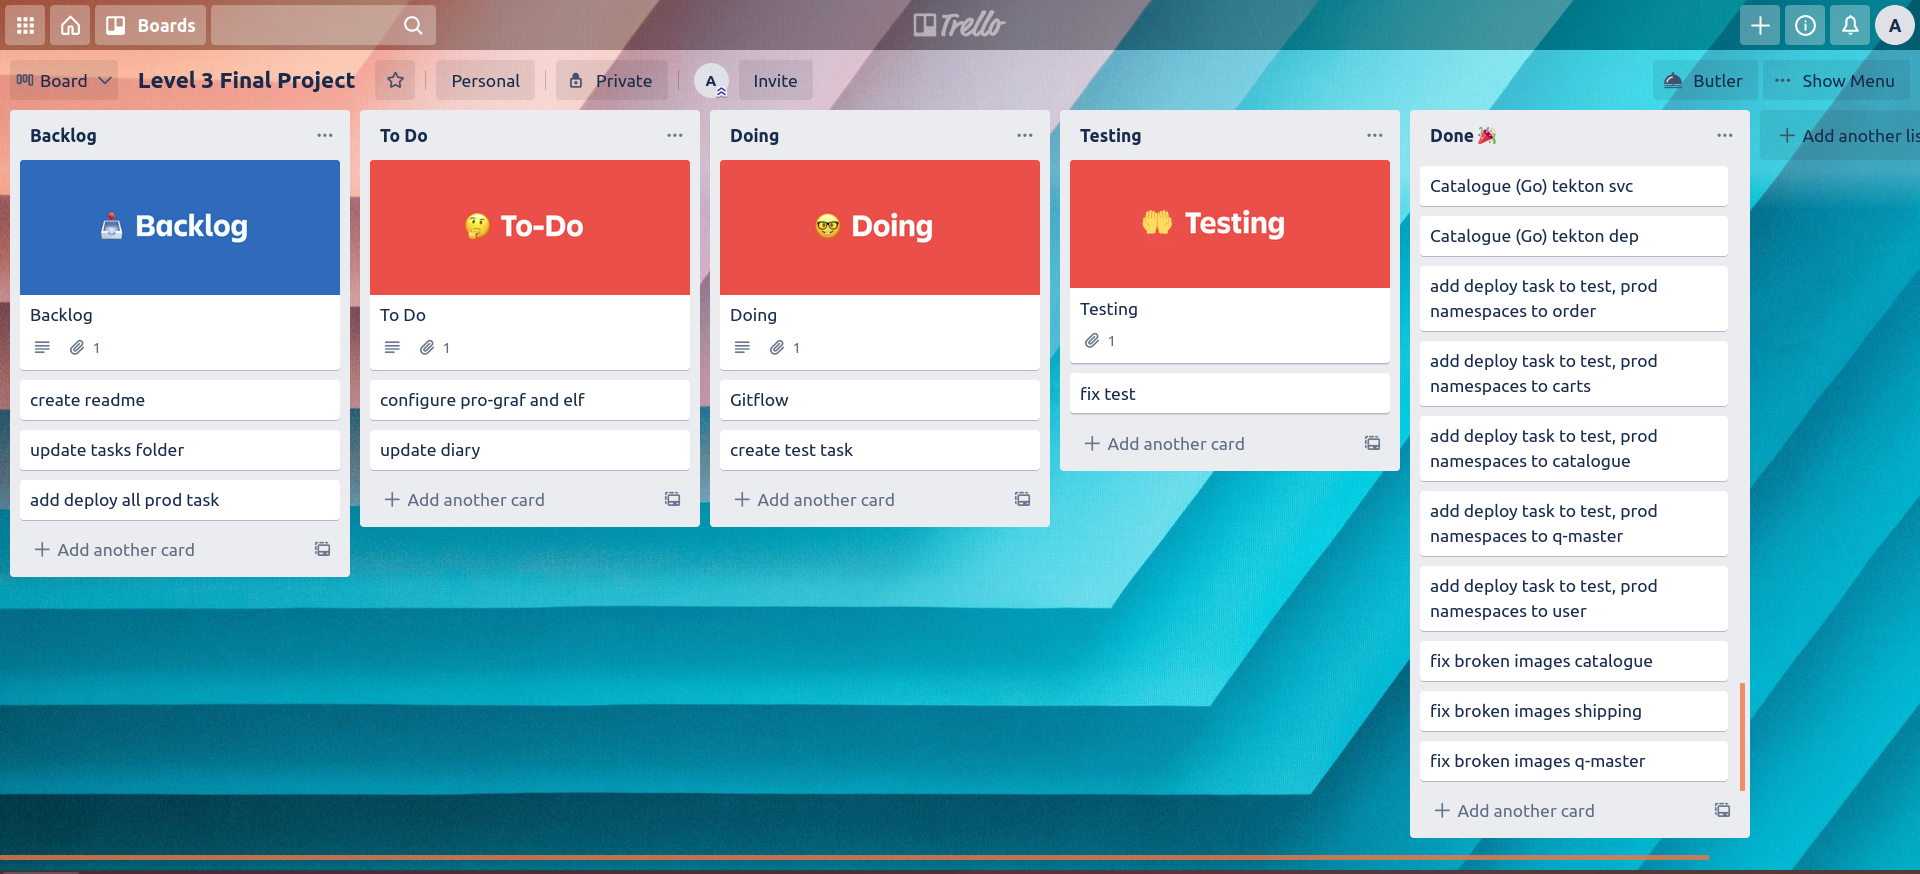 Boards
Trello
A
Board
Level 3 Final Project
Personal
Private
A
Invite
Butler
Show Menu
Backlog
Backlog
Backlog
1
create readme
update tasks folder
add deploy all prod task
Add another card
To Do
To-Do
To Do
1
configure pro-graf and elf
update diary
Add another card
Doing
Doing
Doing
1
Gitflow
create test task
Add another card
Testing
Testing
Testing
1
fix test
Add another card
Done
Catalogue (Go) tekton svc
Catalogue (Go) tekton dep
add deploy task to test, prod
namespaces to order
add deploy task to test, prod
namespaces to carts
add deploy task to test, prod
namespaces to catalogue
add deploy task to test, prod
namespaces to q-master
add deploy task to test, prod
namespaces to user
fix broken images catalogue
fix broken images shipping
fix broken images q-master
Add another card
Add another lis